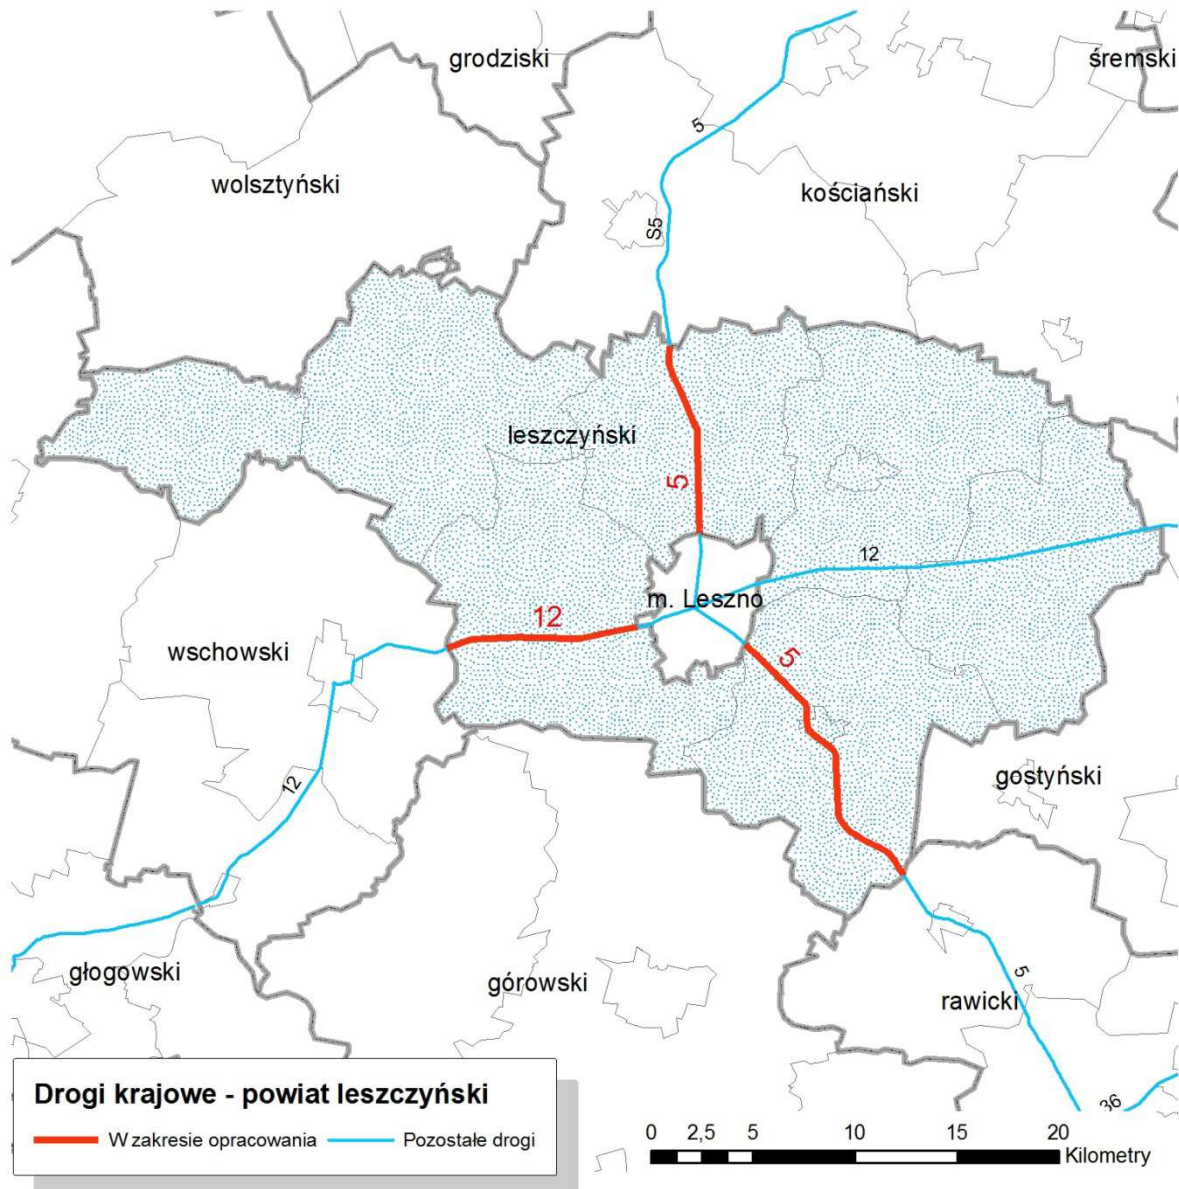 grodziski
śremski
5
wolsztyński
kościański
S5
leszczyński
5
12
m. Leszno
12
wschowski
5
gostyński
12
głogowski
górowski
5
rawicki
36
Drogi krajowe - powiat leszczyński
W zakresie opracowania
Pozostałe drogi
0 2,5 5 10 15 20
Kilometry